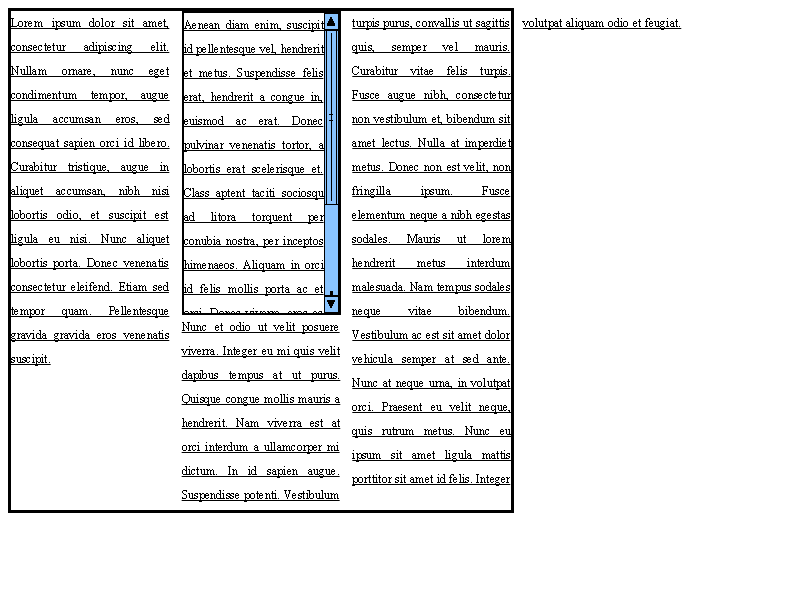 Lorem ipsum dolor sit amet,
consectetur adipiscing elit.
Nullam ornare, nunc eget
condimentum tempor, augue
ligula accumsan eros, sed
consequat sapien orci id libero.
Curabitur tristique, augue in
aliquet accumsan, nibh nisi
lobortis odio, et suscipit est
ligula eu nisi. Nunc aliquet
lobortis porta. Donec venenatis
consectetur eleifend. Etiam sed
tempor quam. Pellentesque
gravida gravida eros venenatis
suscipit.
Aenean diam enim, suscipit
id pellentesque vel, hendrerit
et metus. Suspendisse felis
erat, hendrerit a congue in,
euismod ac erat. Donec
pulvinar venenatis tortor, a
lobortis erat scelerisque et.
Class aptent taciti sociosqu
ad litora torquent per
conubia nostra, per inceptos
himenaeos. Aliquam in orci
id felis mollis porta ac et
orci. Donec viverra eros ac
Nunc et odio ut velit posuere
viverra. Integer eu mi quis velit
dapibus tempus at ut purus.
Quisque congue mollis mauris a
hendrerit. Nam viverra est at
orci interdum a ullamcorper mi
dictum. In id sapien augue.
Suspendisse potenti. Vestibulum
turpis purus, convallis ut sagittis
quis, semper vel mauris.
Curabitur vitae felis turpis.
Fusce augue nibh, consectetur
non vestibulum et, bibendum sit
amet lectus. Nulla at imperdiet
metus. Donec non est velit, non
fringilla ipsum. Fusce
elementum neque a nibh egestas
sodales. Mauris ut lorem
hendrerit metus interdum
malesuada. Nam tempus sodales
neque vitae bibendum.
Vestibulum ac est sit amet dolor
vehicula semper at sed ante.
Nunc at neque urna, in volutpat
orci. Praesent eu velit neque,
quis rutrum metus. Nunc eu
ipsum sit amet ligula mattis
porttitor sit amet id felis. Integer
volutpat aliquam odio et feugiat.